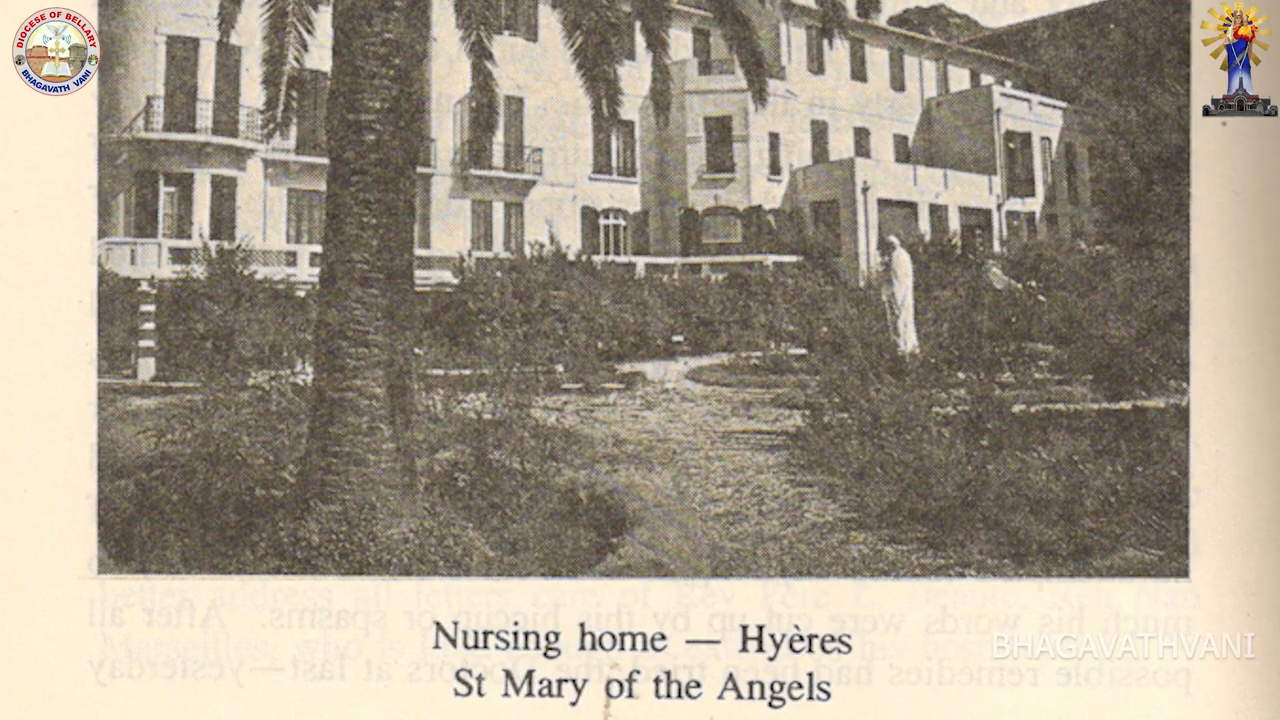 DIOCESE OF BELLARY
BHAGAVATH VANI
Nursing home — Hyères
St Mary of the Angels
BHAGAVATHVANI
much his words were cut up by this hiccup or spasms. After all
possible remedies had been tried the doctors at last—yesterday